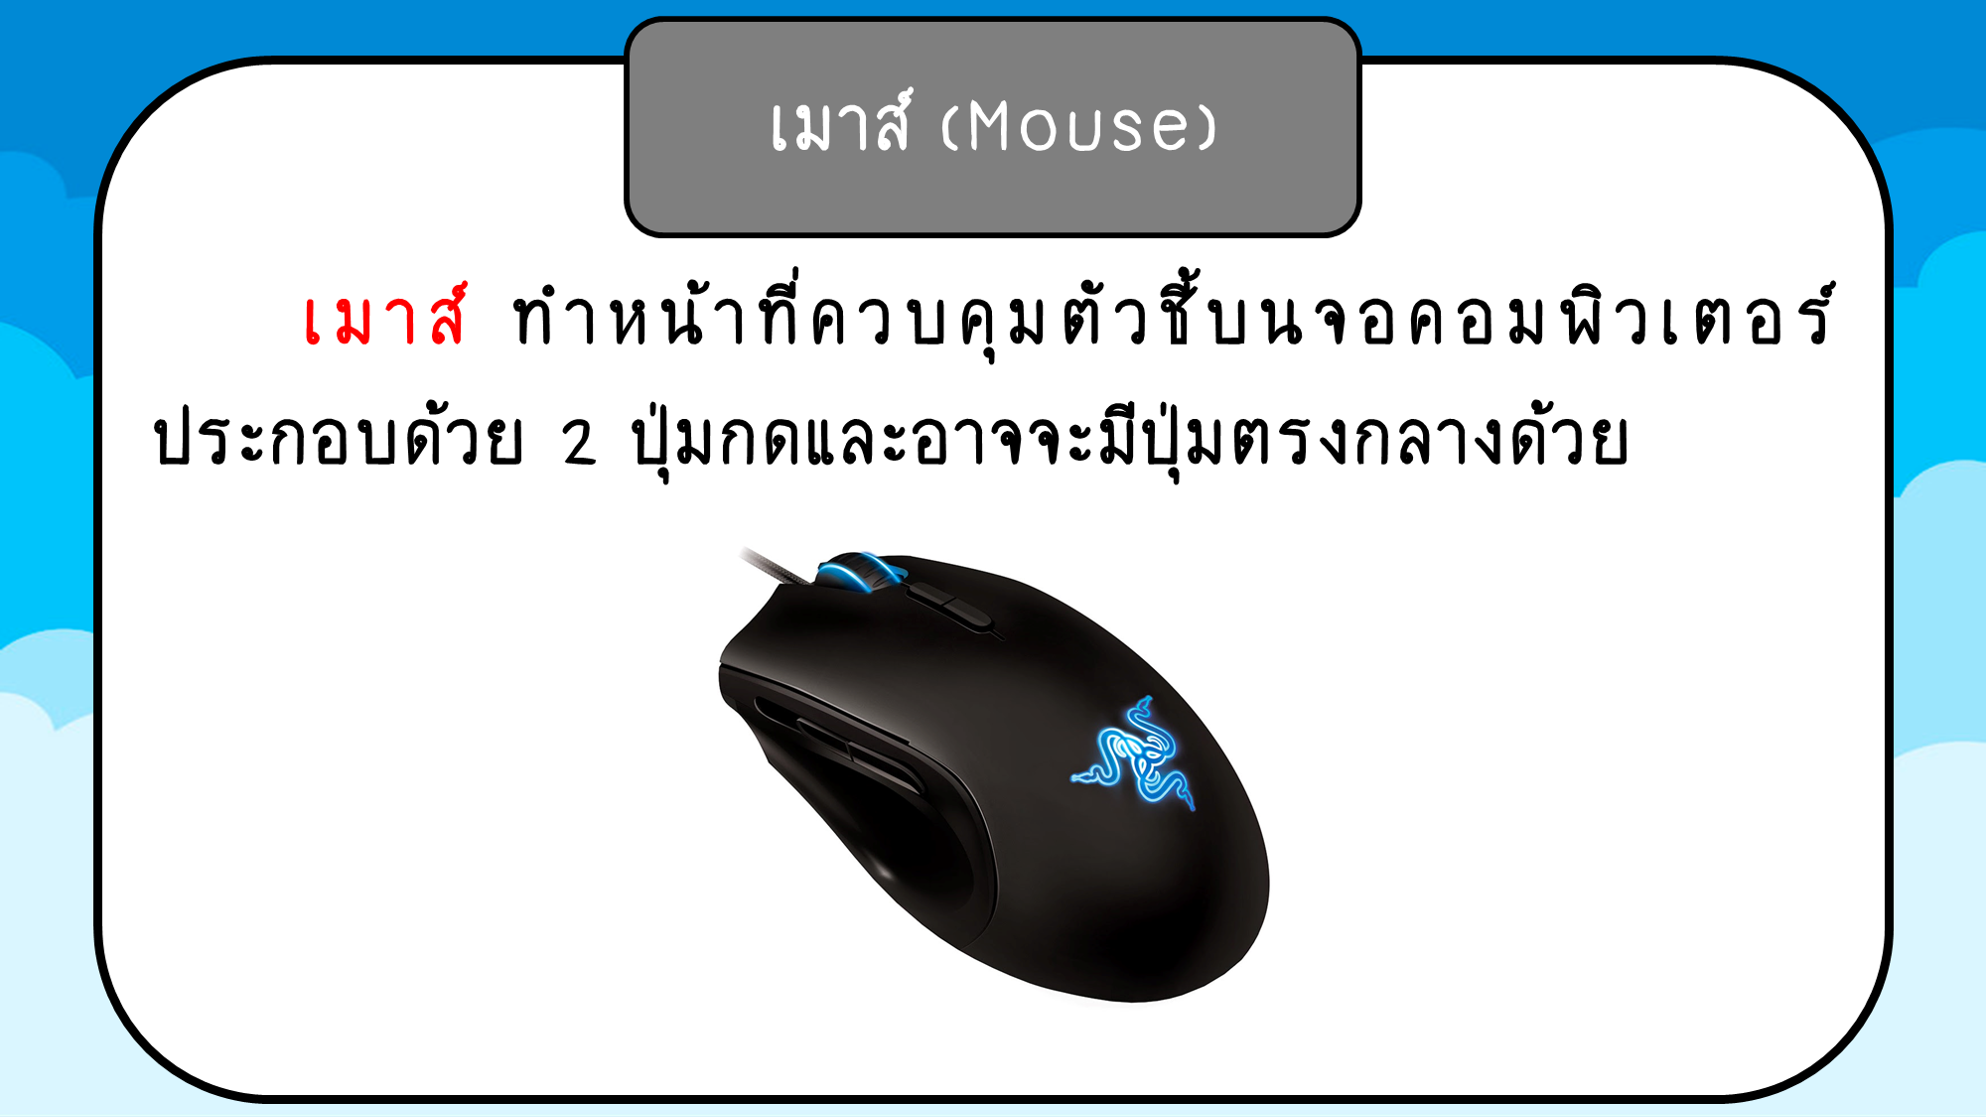 เมาส์ (Mouse)
เมาส์ ทำหน้าที่ควบคุมตัวชี้บนจอคอมพิวเตอร์
ประกอบด้วย 2 ปุ่มกดและอาจจะมีปุ่มตรงกลางด้วย